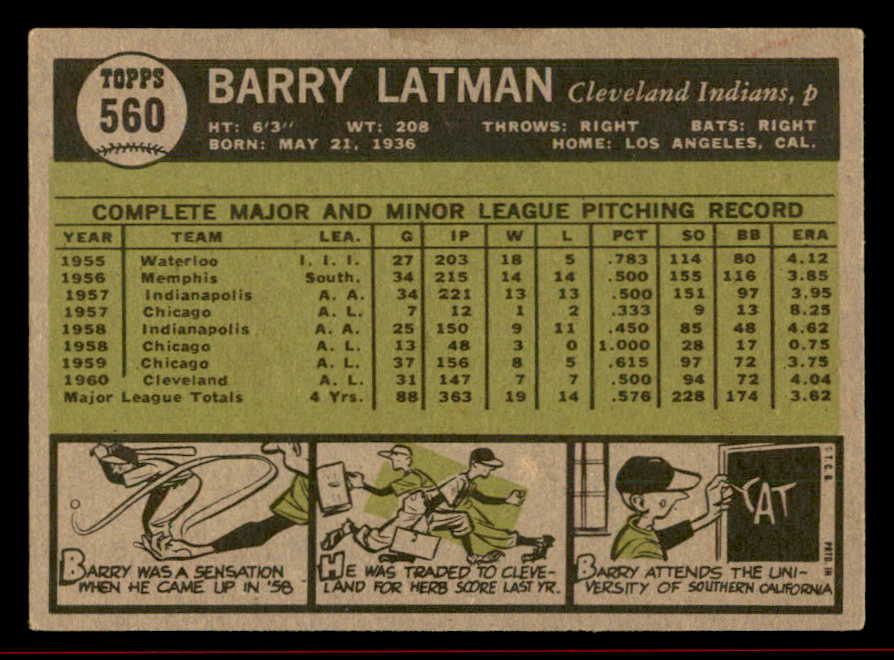 TOPPS
560
BARRY LATMAN Cleveland Indians, p
HT: 6'3" WT: 208 THROWS: RIGHT BATS: RIGHT
BORN: MAY 21, 1936 HOME: LOS ANGELES, CAL.
COMPLETE MAJOR AND MINOR LEAGUE PITCHING RECORD
YEAR TEAM LEA. G IP W L PCT SO BB ERA
1955 Waterloo I. I. I. 27 203 18 5 .783 114 80 4.12
1956 Memphis South. 34 215 14 14 .500 155 116 3.85
1957 Indianapolis A. A. 34 221 13 13 .500 151 97 3.95
1957 Chicago A. L. 7 12 1 2 .333 9 13 8.25
1958 Indianapolis A. A. 25 150 9 11 .450 85 48 4.62
1958 Chicago A. L. 13 48 3 0 1.000 28 17 0.75
1959 Chicago A. L. 37 156 8 5 .615 97 72 3.75
1960 Cleveland A. L. 31 147 7 7 .500 94 72 4.04
Major League Totals 4 Yrs. 88 363 19 14 .576 228 174 3.62
BARRY WAS A SENSATION
WHEN HE CAME UP IN '58
HE WAS TRADED TO CLEVE-
LAND FOR HERB SCORE LAST YR.
CAT
BARRY ATTENDS THE UNI-
VERSITY OF SOUTHERN CALIFORNIA
T. C. G. PRTD. IN